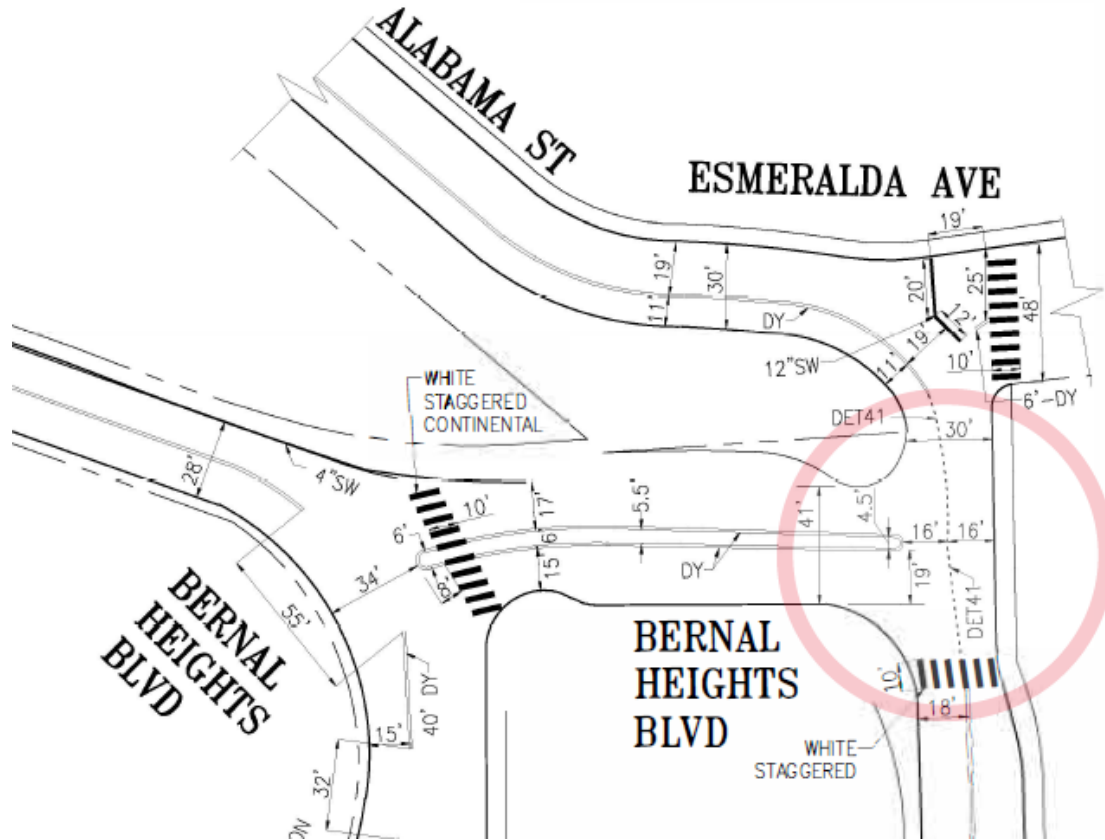 ALABAMA ST
ESMERALDA AVE
19'
19'
30'
11'
DY
20'
25'
48'
12'
19'
11'
12"SW
10'
6'-DY
DET41
30'
WHITE
STAGGERED
CONTINENTAL
28'
4"SW
10'
17'
5.5'
41'
4.5'
6'
6'
16'
16'
DY
15
8'
19'
34'
DET41
55'
BERNAL
HEIGHTS
BLVD
BERNAL
HEIGHTS
BLVD
10'
18'
40' DY
15'
WHITE
STAGGERED
32'
ON